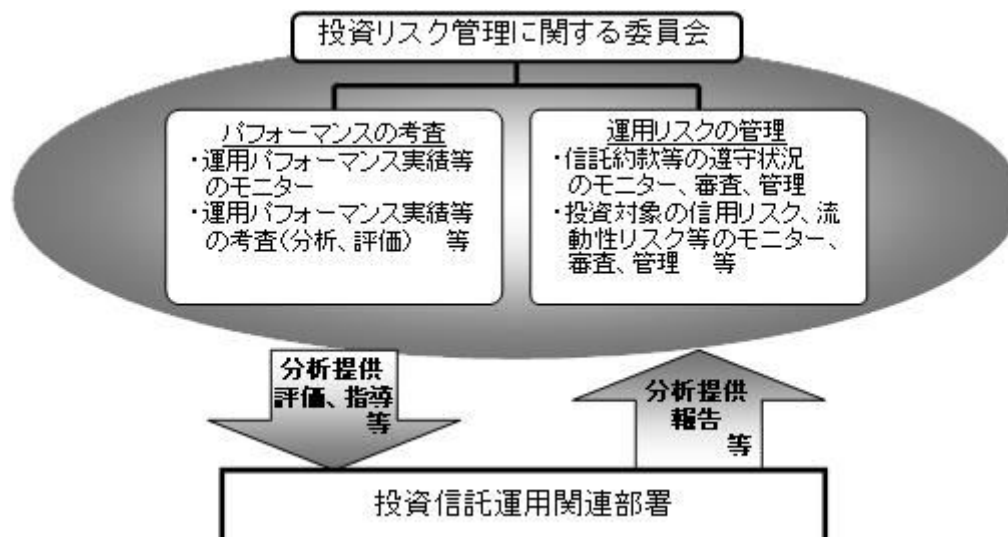 投資リスク管理に関する委員会
パフォーマンスの考査
・運用パフォーマンス実績等
のモニター
・運用パフォーマンス実績等
の考査(分析、評価) 等
運用リスクの管理
・信託約款等の遵守状況
のモニター、審査、管理
・投資対象の信用リスク、流
動性リスク等のモニター、
審査、管理 等
分析提供
評価、指導
等
分析提供
報告
等
投資信託運用関連部署